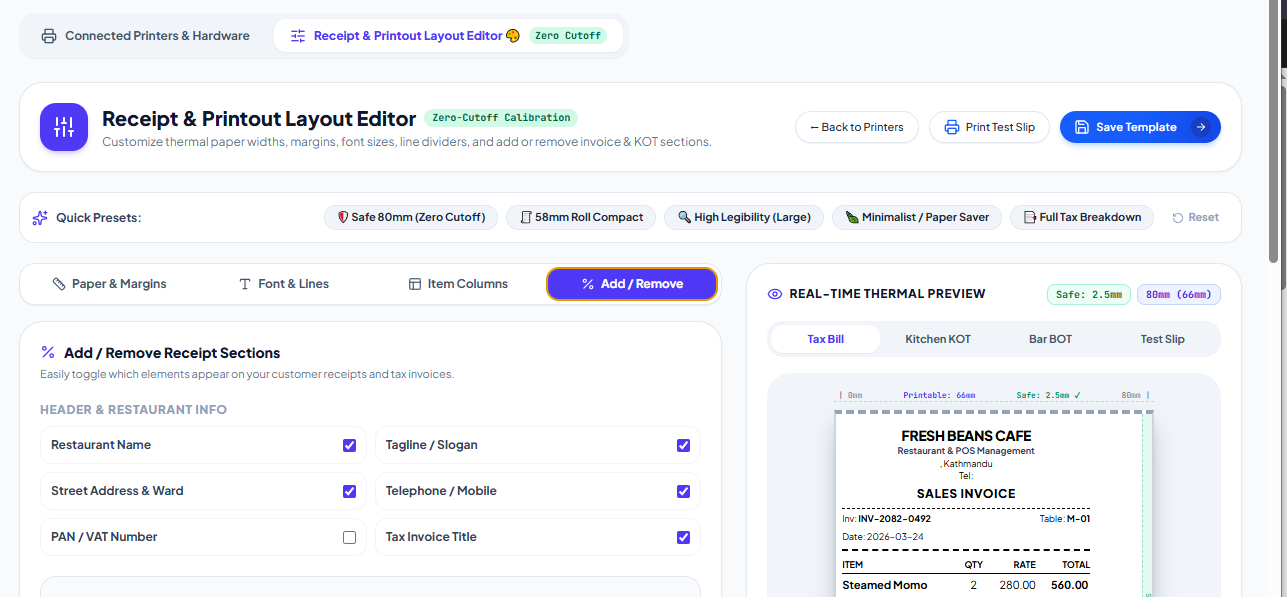 Connected Printers & Hardware
Receipt & Printout Layout Editor 🎨 Zero Cutoff
Receipt & Printout Layout Editor Zero-Cutoff Calibration
Customize thermal paper widths, margins, font sizes, line dividers, and add or remove invoice & KOT sections.
←Back to Printers
Print Test Slip
Save Template →
Quick Presets:
Safe 80mm (Zero Cutoff)
58mm Roll Compact
High Legibility (Large)
Minimalist / Paper Saver
Full Tax Breakdown
Reset
Paper & Margins
Font & Lines
Item Columns
Add / Remove
Add / Remove Receipt Sections
Easily toggle which elements appear on your customer receipts and tax invoices.
HEADER & RESTAURANT INFO
Restaurant Name
Tagline / Slogan
Street Address & Ward
Telephone / Mobile
PAN / VAT Number
Tax Invoice Title
REAL-TIME THERMAL PREVIEW
Safe: 2.5mm
80mm (66mm)
Tax Bill
Kitchen KOT
Bar BOT
Test Slip
| 0mm Printable: 66mm Safe: 2.5mm ✓ 80mm |
FRESH BEANS CAFE
Restaurant & POS Management
, Kathmandu
Tel:
SALES INVOICE
Inv: INV-2082-0492 Table: M-01
Date: 2026-03-24
ITEM QTY RATE TOTAL
Steamed Momo 2 280.00 560.00